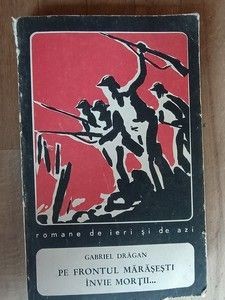 romane de ieri și de azi
GABRIEL DRĂGAN
PE FRONTUL MĂRĂȘEȘTI
ÎNVIE MORȚII...